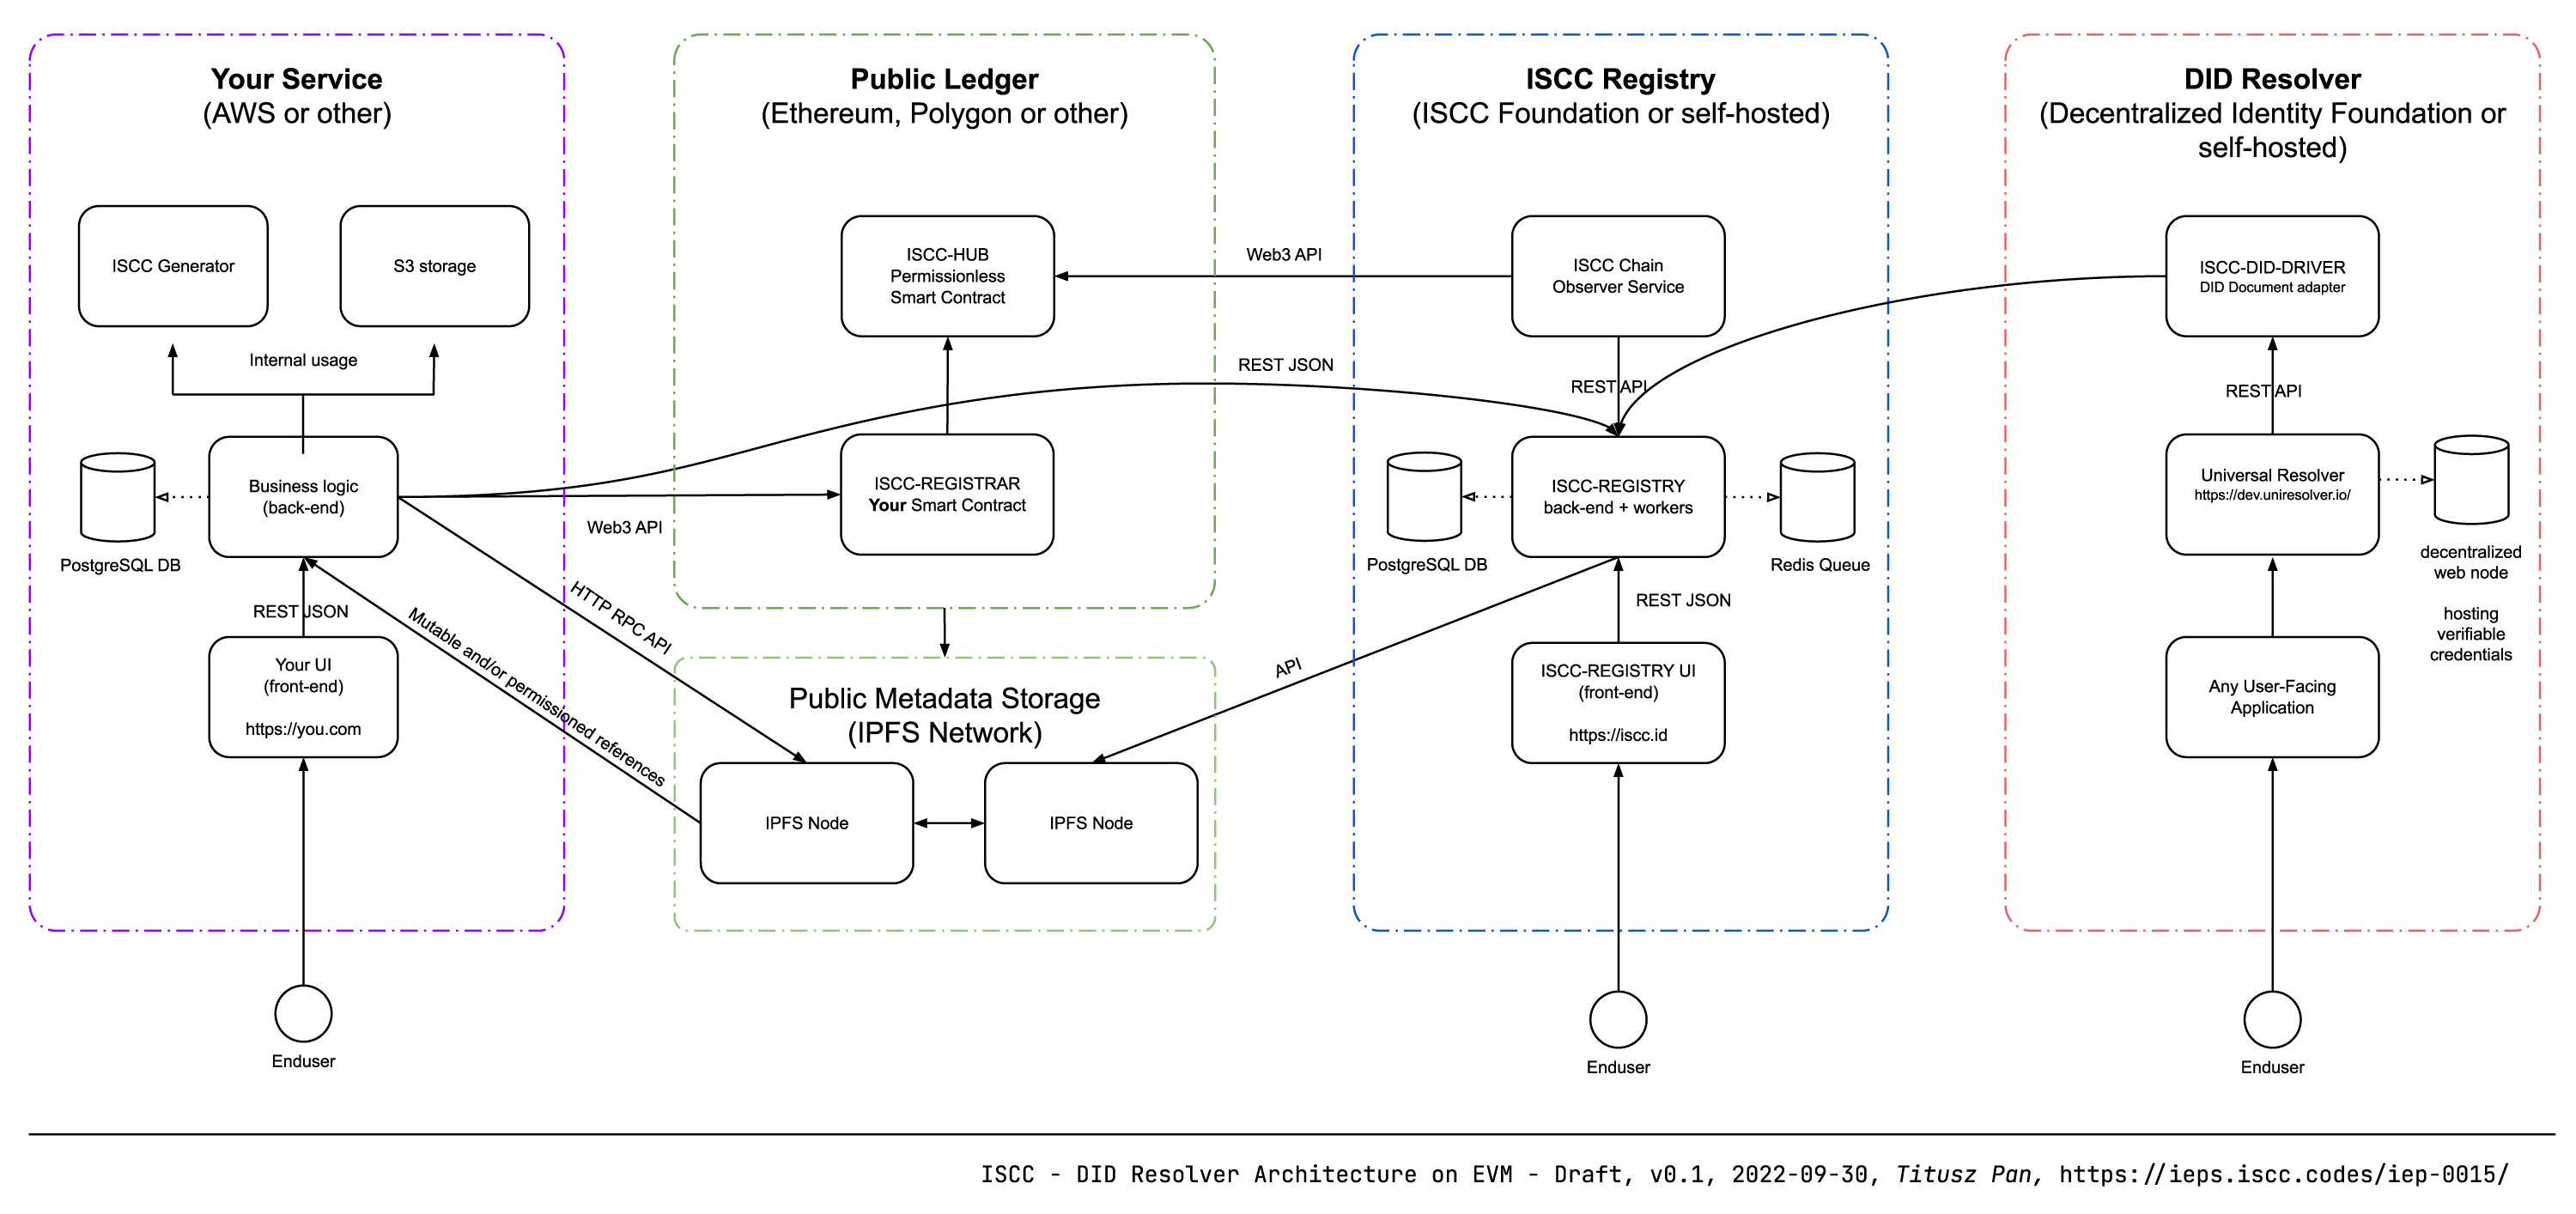 Your Service
(AWS or other)
ISCC Generator
S3 storage
Internal usage
Business logic
(back-end)
PostgreSQL DB
REST JSON
Your UI
(front-end)
https://you.com
Enduser
Public Ledger
(Ethereum, Polygon or other)
ISCC-HUB
Permissionless
Smart Contract
ISCC-REGISTRAR
Your Smart Contract
Web3 API
REST JSON
Web3 API
HTTP RPC API
Mutable and/or permissioned references
Public Metadata Storage
(IPFS Network)
IPFS Node
IPFS Node
API
ISCC Registry
(ISCC Foundation or self-hosted)
ISCC Chain
Observer Service
REST API
ISCC-REGISTRY
back-end + workers
PostgreSQL DB
Redis Queue
REST JSON
ISCC-REGISTRY UI
(front-end)
https://iscc.id
Enduser
DID Resolver
(Decentralized Identity Foundation or
self-hosted)
ISCC-DID-DRIVER
DID Document adapter
REST API
Universal Resolver
https://dev.uniresolver.io/
decentralized
web node
hosting
verifiable
credentials
Any User-Facing
Application
Enduser
ISCC - DID Resolver Architecture on EVM - Draft, v0.1, 2022-09-30, Titusz Pan, https://ieps.iscc.codes/iep-0015/